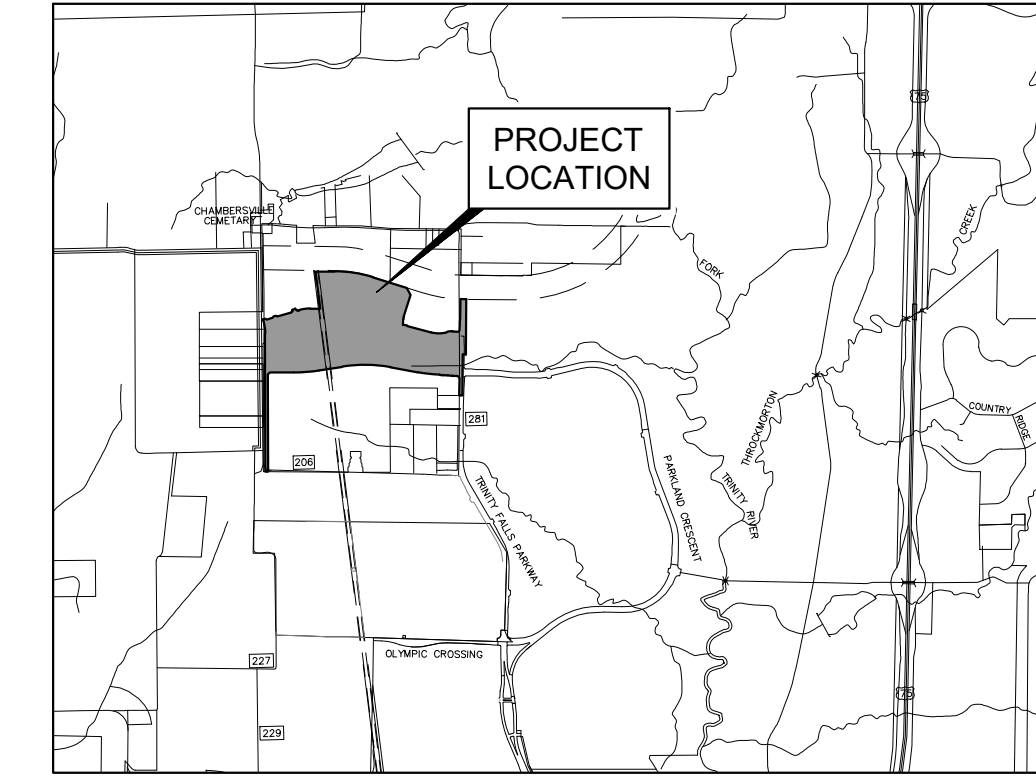 75
PROJECT
LOCATION
CHAMBERSVILLE
CEMETARY
CREEK
FORK
THROCKMORTON
COUNTRY
RIDGE
281
206
PARKLAND CRESCENT
TRINITY RIVER
TRINITY FALLS PARKWAY
OLYMPIC CROSSING
227
75
229